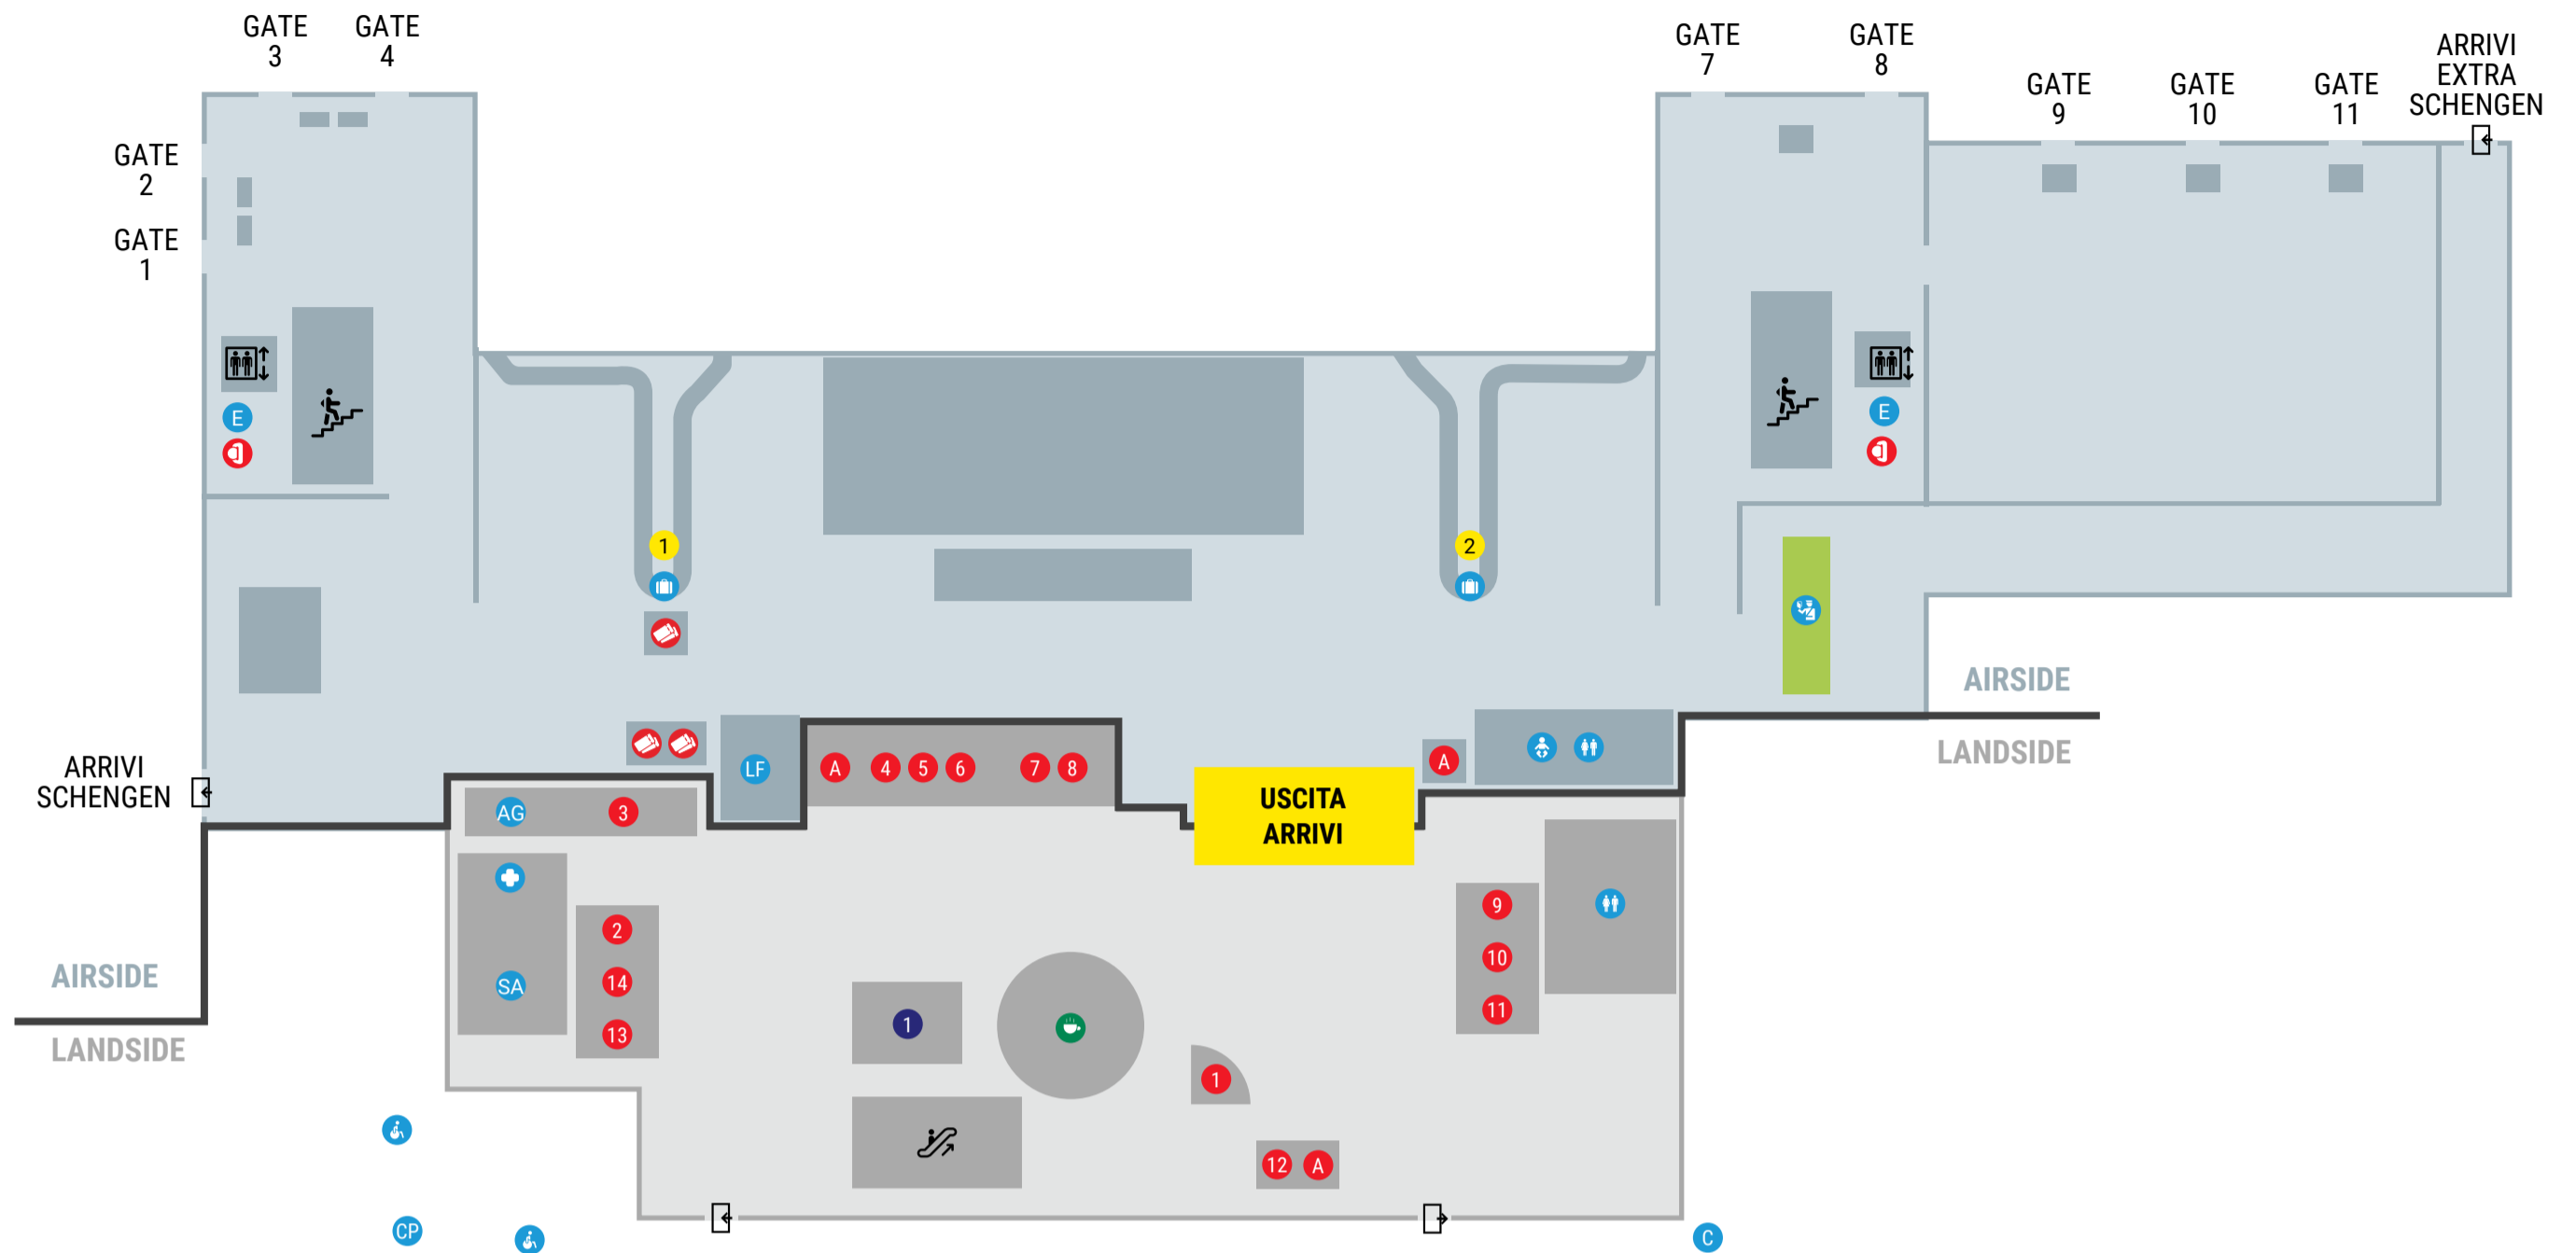 GATE
3
GATE
4
GATE
7
GATE
8
GATE
9
GATE
10
GATE
11
ARRIVI
EXTRA
SCHENGEN
GATE
2
GATE
1
E
E
1
2
AIRSIDE
LANDSIDE
ARRIVI
SCHENGEN
LF
A
4
5
6
7
8
A
USCITA
ARRIVI
AG
3
2
SA
14
13
9
10
11
AIRSIDE
LANDSIDE
1
1
12
A
CP
C